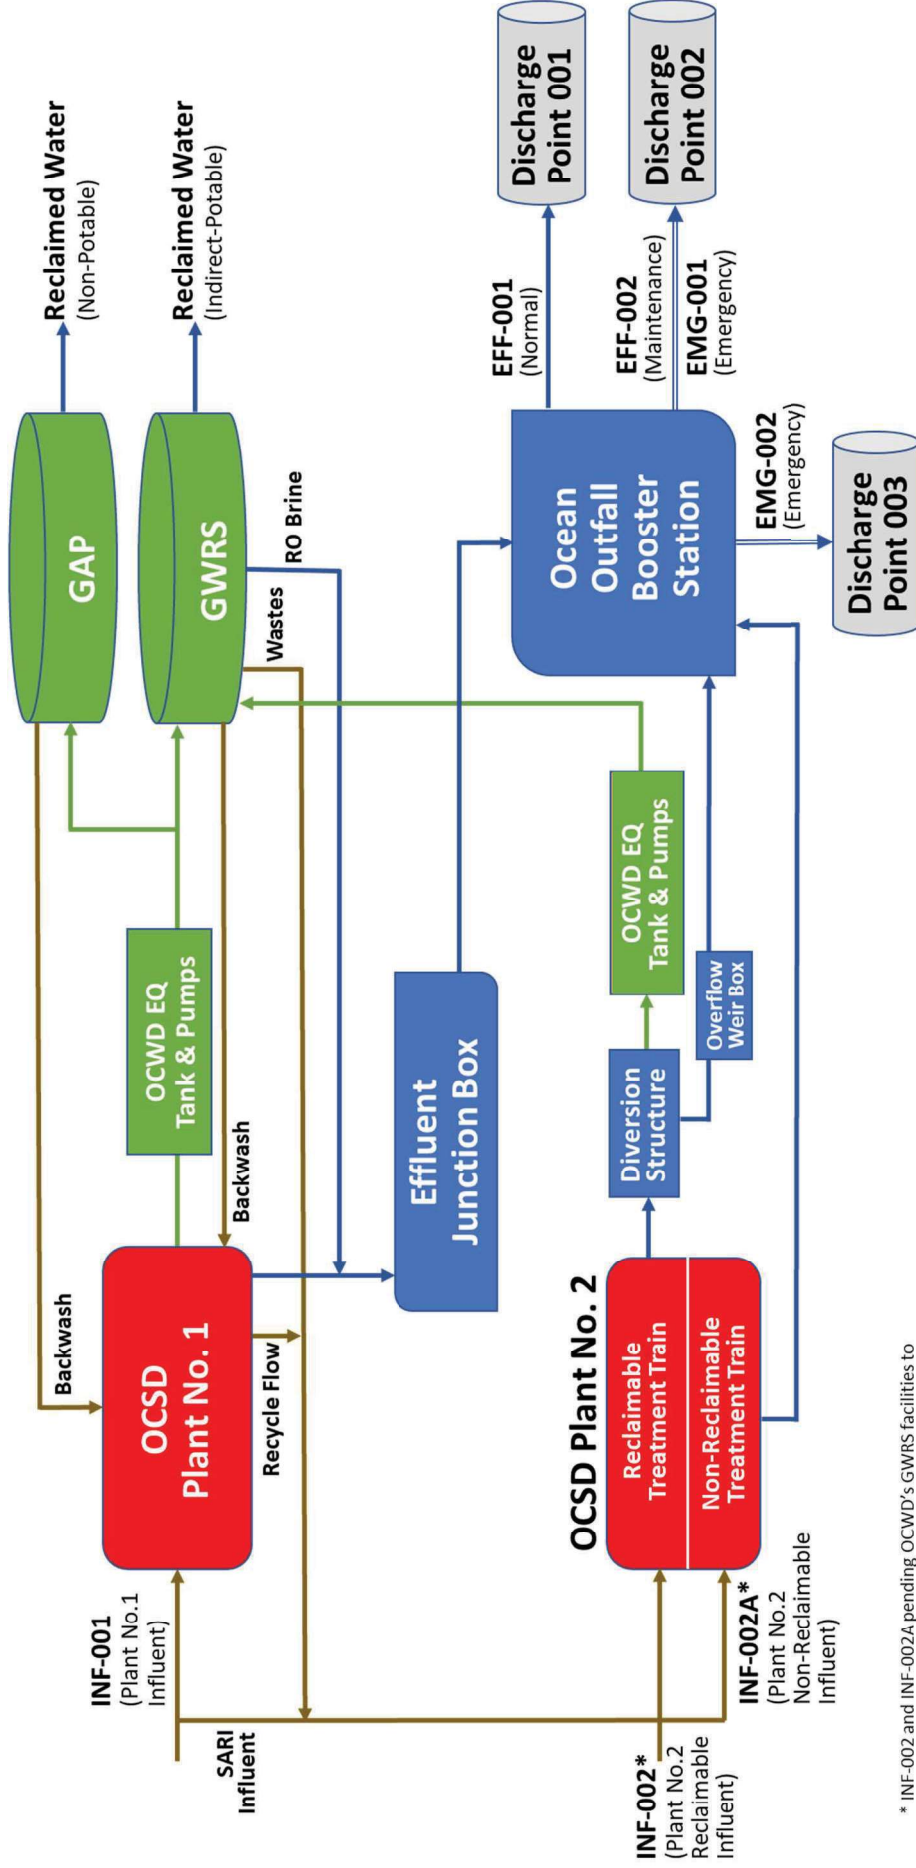 GAP
Reclaimed Water
(Non-Potable)
Backwash
OCWD EQ
Tank & Pumps
GWRS
Reclaimed Water
(Indirect-Potable)
INF-001
(Plant No.1
Influent)
OCSD
Plant No. 1
Backwash
Wastes
RO Brine
Recycle Flow
SARI
Influent
Effluent
Junction Box
Ocean
Outfall
Booster
Station
EFF-001
(Normal)
Discharge
Point 001
EFF-002
(Maintenance)
EMG-001
(Emergency)
Discharge
Point 002
EMG-002
(Emergency)
Discharge
Point 003
OCSD Plant No. 2
Reclaimable
Treatment Train
Non-Reclaimable
Treatment Train
Diversion
Structure
OCWD EQ
Tank & Pumps
Overflow
Weir Box
INF-002*
(Plant No.2
Reclaimable
Influent)
INF-002A*
(Plant No.2
Non-Reclaimable
Influent)
* INF-002 and INF-002A pending OCWD's GWRS facilities to